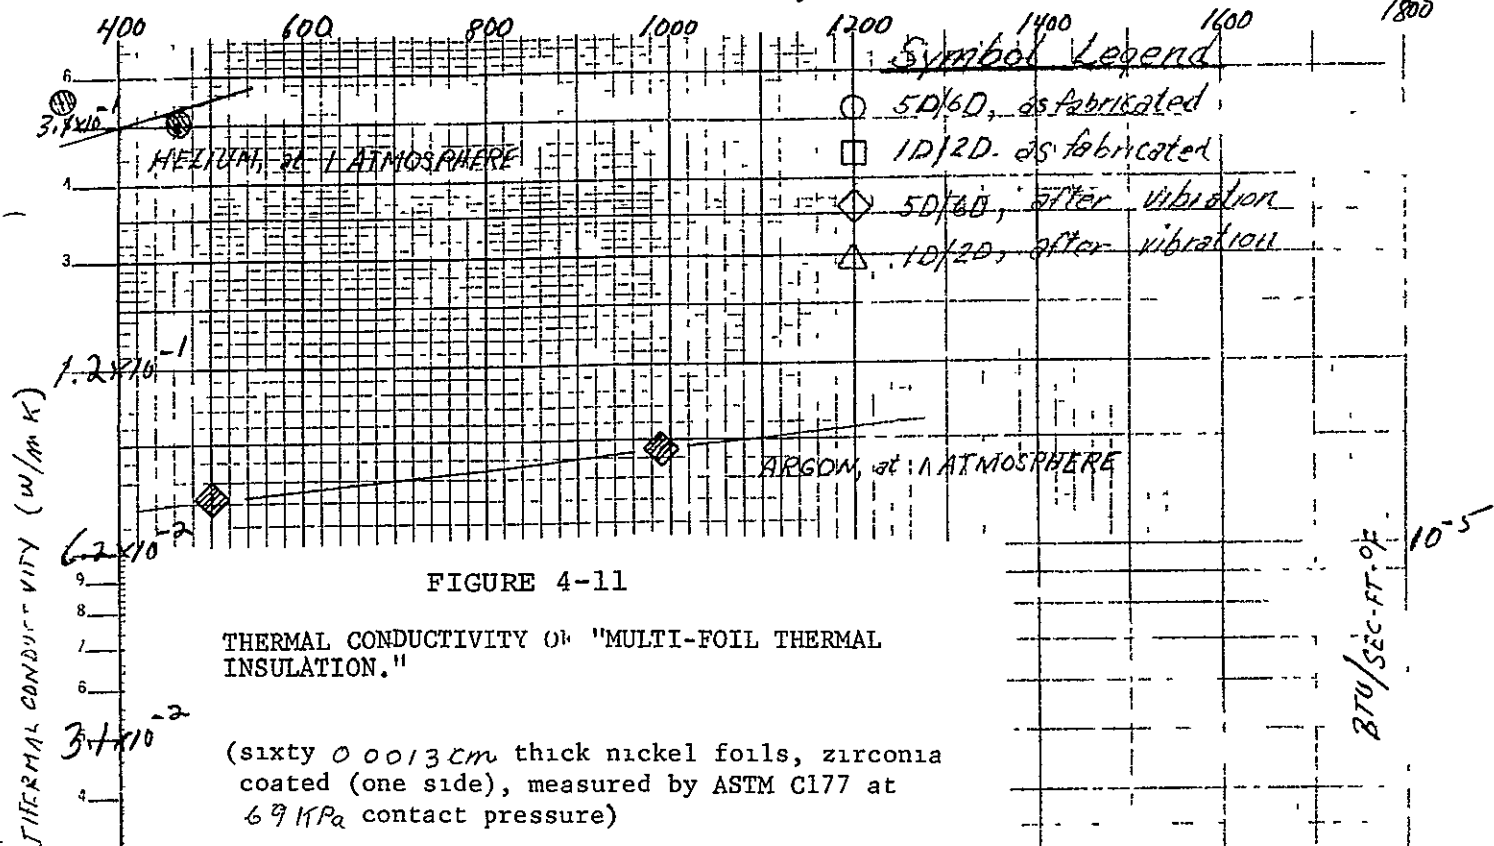 400 600 800 1000 1200 1400 1600 1800
Symbol Legend
5D/6D, as fabricated
1D/2D. as fabricated
5D/6D, after vibration
1D/2D, after vibration
6
3.1x10⁻¹
HELIUM, at 1 ATMOSPHERE
4
3
1.2x10⁻¹
ARGON, at 1 ATMOSPHERE
6.2x10⁻²
10⁻⁵
9
8
7
6
3.1x10⁻²
4
THERMAL CONDUCTIVITY (W/m K)
BTU/SEC-FT-°F
FIGURE 4-11
THERMAL CONDUCTIVITY OF "MULTI-FOIL THERMAL
INSULATION."
(sixty 0 0013 cm thick nickel foils, zirconia
coated (one side), measured by ASTM C177 at
69 KPa contact pressure)